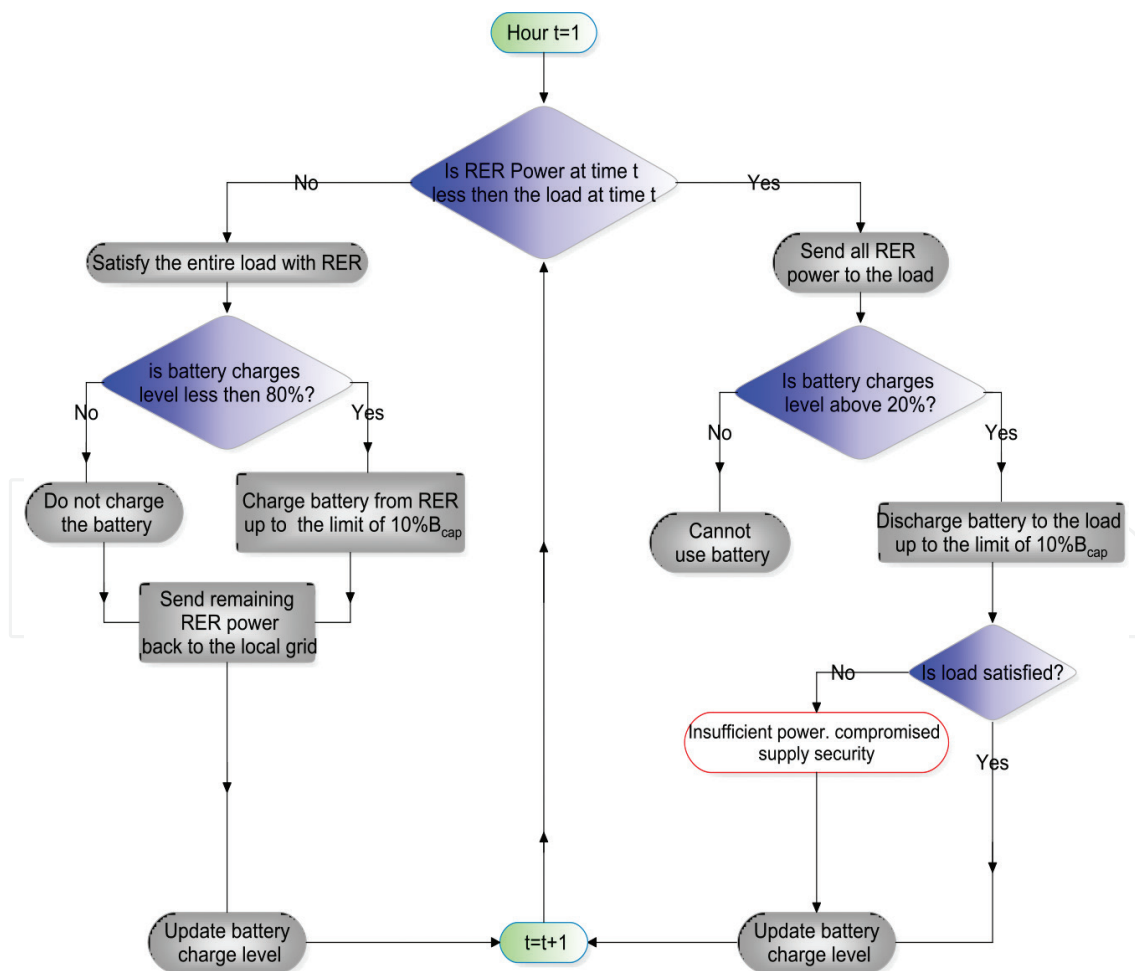 Hour t=1
Is RER Power at time t
less then the load at time t
No
Yes
Satisfy the entire load with RER
Send all RER
power to the load
is battery charges
level less then 80%?
Is battery charges
level above 20%?
No
Yes
No
Yes
Do not charge
the battery
Charge battery from RER
up to the limit of 10%Bcap
Cannot
use battery
Discharge battery to the load
up to the limit of 10%Bcap
Send remaining
RER power
back to the local grid
Is load satisfied?
No
Yes
Insufficient power. compromised
supply security
Update battery
charge level
t=t+1
Update battery
charge level